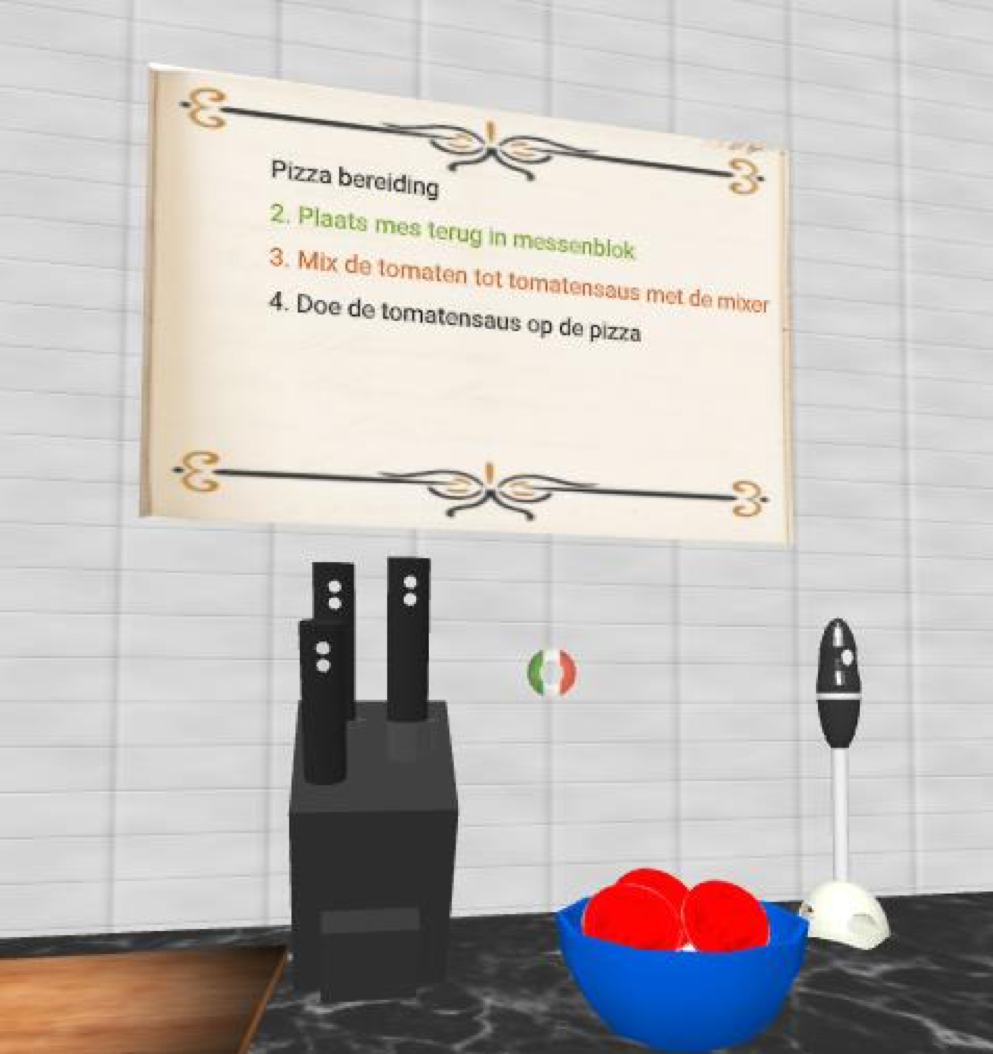 Pizza bereiding
2. Plaats mes terug in messenblok
3. Mix de tomaten tot tomatensaus met de mixer
4. Doe de tomatensaus op de pizza